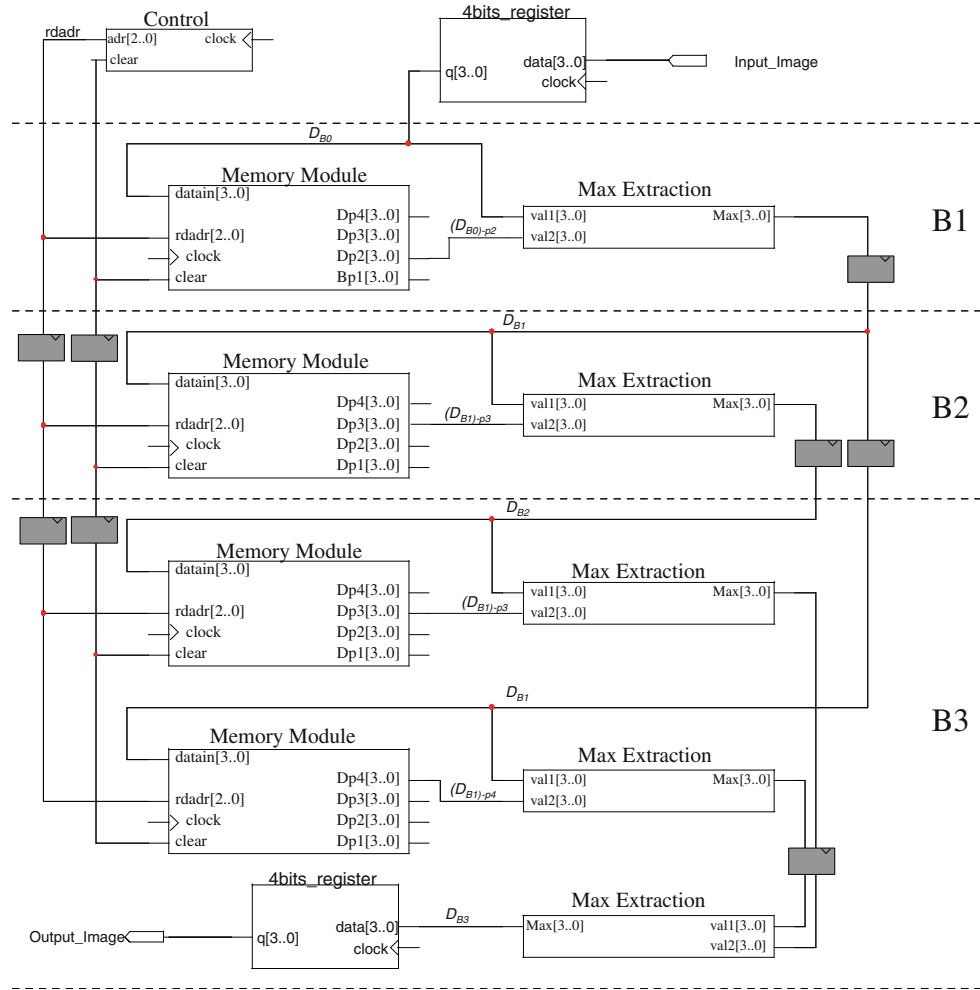 4bits_register
Control
rdadr
adr[2..0]
clock
clear
q[3..0]
data[3..0]
clock
Input_Image
D_B0
Memory Module
datain[3..0]
rdadr[2..0]
clock
clear
Dp4[3..0]
Dp3[3..0]
Dp2[3..0]
Bp1[3..0]
(D_B0)-p2
Max Extraction
val1[3..0]
val2[3..0]
Max[3..0]
B1
D_B1
Memory Module
datain[3..0]
rdadr[2..0]
clock
clear
Dp4[3..0]
Dp3[3..0]
Dp2[3..0]
Dp1[3..0]
(D_B1)-p3
Max Extraction
val1[3..0]
val2[3..0]
Max[3..0]
B2
D_B2
Memory Module
datain[3..0]
rdadr[2..0]
clock
clear
Dp4[3..0]
Dp3[3..0]
Dp2[3..0]
Dp1[3..0]
(D_B1)-p3
Max Extraction
val1[3..0]
val2[3..0]
Max[3..0]
D_B1
B3
Memory Module
datain[3..0]
rdadr[2..0]
clock
clear
Dp4[3..0]
Dp3[3..0]
Dp2[3..0]
Dp1[3..0]
(D_B1)-p4
Max Extraction
val1[3..0]
val2[3..0]
Max[3..0]
4bits_register
Output_Image
q[3..0]
data[3..0]
clock
D_B3
Max Extraction
Max[3..0]
val1[3..0]
val2[3..0]